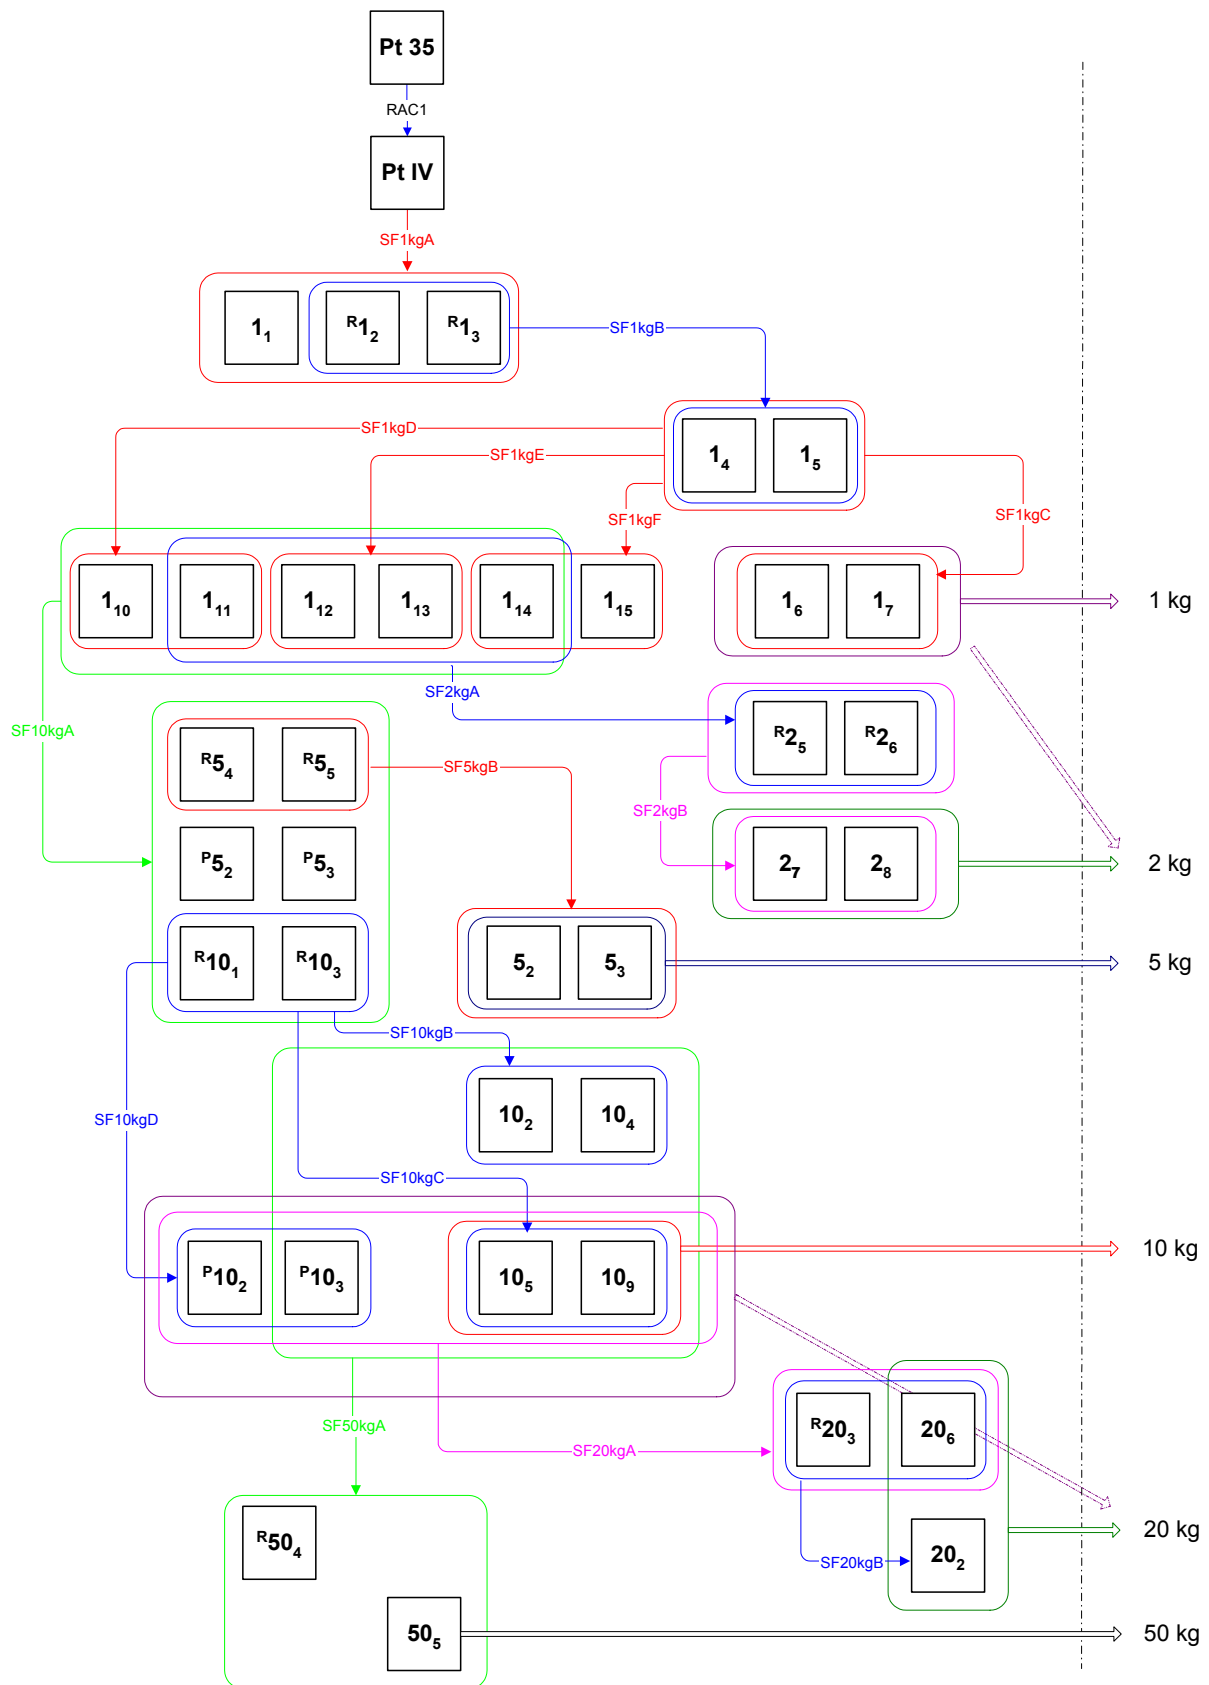 Pt 35
RAC1
Pt IV
SF1kgA
1₁ ᴿ1₂ ᴿ1₃
SF1kgB
SF1kgD
SF1kgE
1₄ 1₅
SF1kgF
SF1kgC
1₁₀ 1₁₁ 1₁₂ 1₁₃ 1₁₄ 1₁₅ 1₆ 1₇ 1 kg
SF2kgA
SF10kgA
ᴿ2₅ ᴿ2₆
ᴿ5₄ ᴿ5₅
SF5kgB
SF2kgB
ᴾ5₂ ᴾ5₃ 2₇ 2₈ 2 kg
ᴿ10₁ ᴿ10₃ 5₂ 5₃ 5 kg
SF10kgB
SF10kgD
10₂ 10₄
SF10kgC
ᴾ10₂ ᴾ10₃ 10₅ 10₉ 10 kg
SF50kgA
ᴿ20₃ 20₆
SF20kgA
ᴿ50₄
20 kg
SF20kgB
20₂
50₅ 50 kg